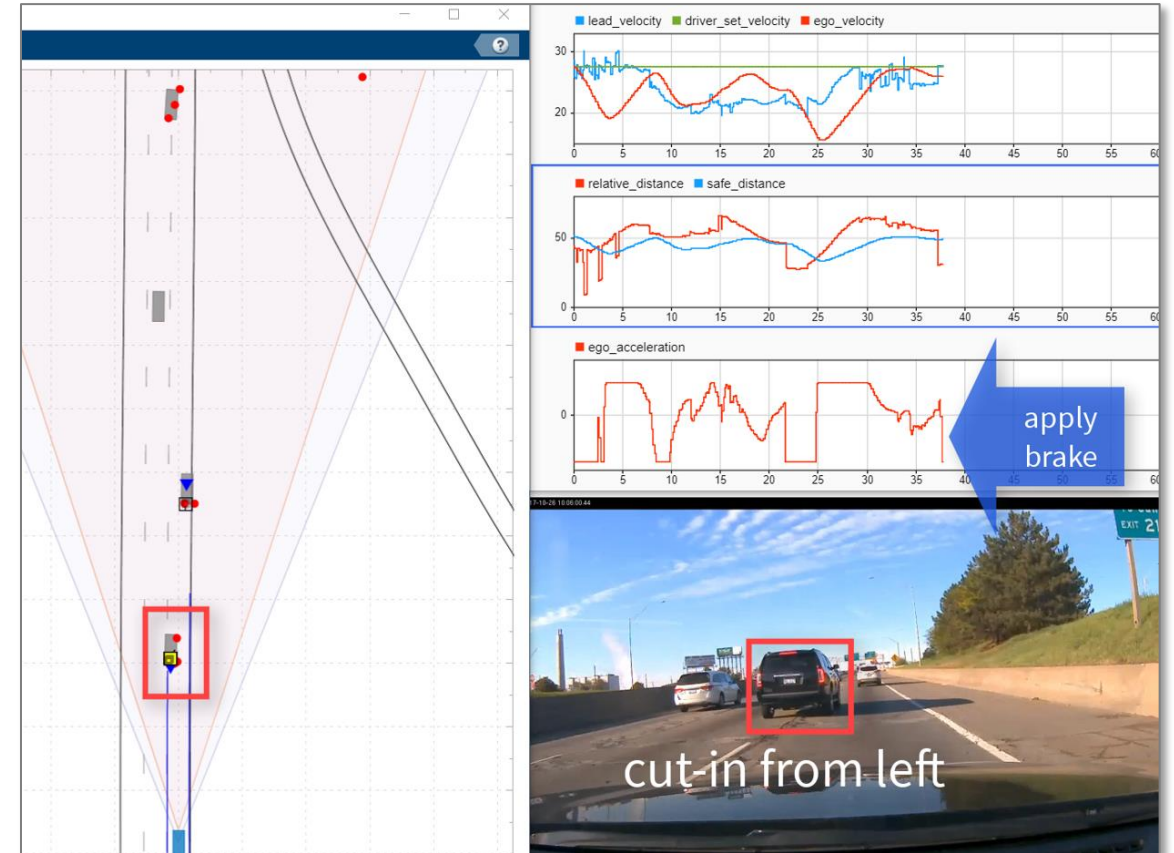 ?
lead_velocity driver_set_velocity ego_velocity
30
20
0 5 10 15 20 25 30 35 40 45 50 55 60
relative_distance safe_distance
50
0
0 5 10 15 20 25 30 35 40 45 50 55 60
ego_acceleration
0
0 5 10 15 20 25 30 35 40 45 50 55 60
apply
brake
EXIT 21
cut-in from left